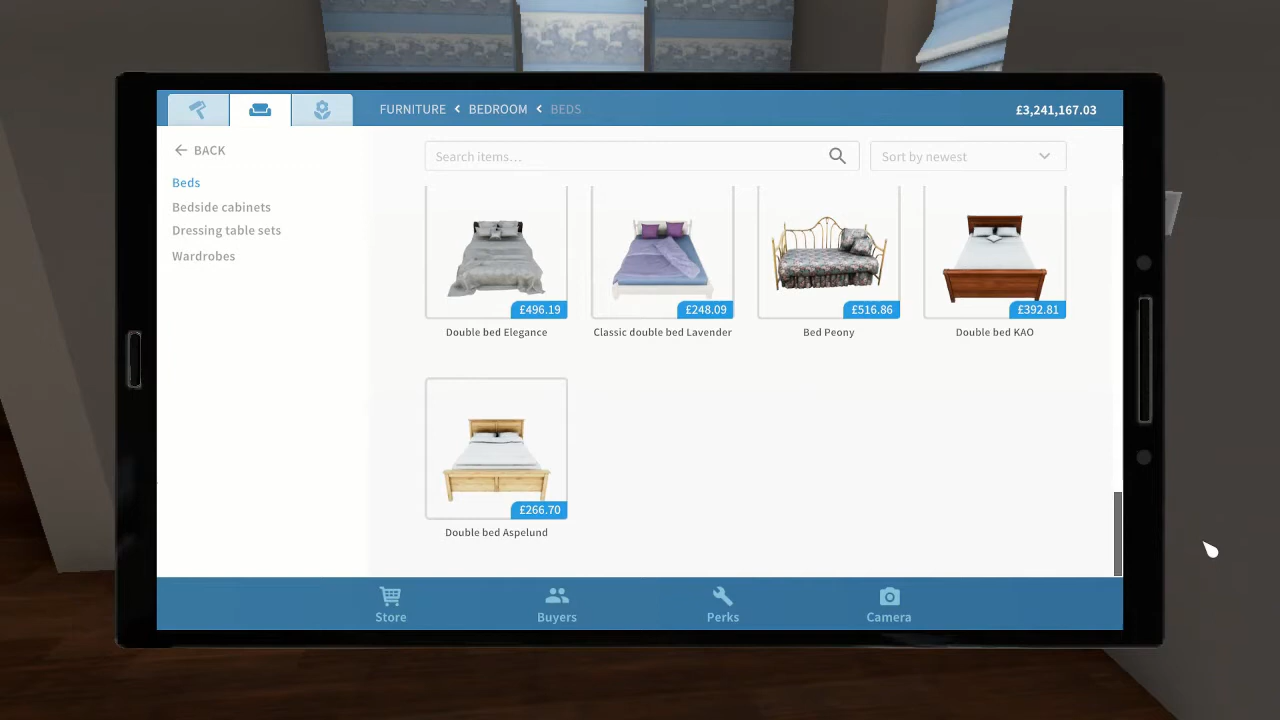 FURNITURE < BEDROOM < BEDS
£3,241,167.03
BACK
Search items...
Sort by newest
Beds
Bedside cabinets
Dressing table sets
Wardrobes
£496.19
£248.09
£516.86
£392.81
Double bed Elegance
Classic double bed Lavender
Bed Peony
Double bed KAO
£266.70
Double bed Aspelund
Store
Buyers
Perks
Camera